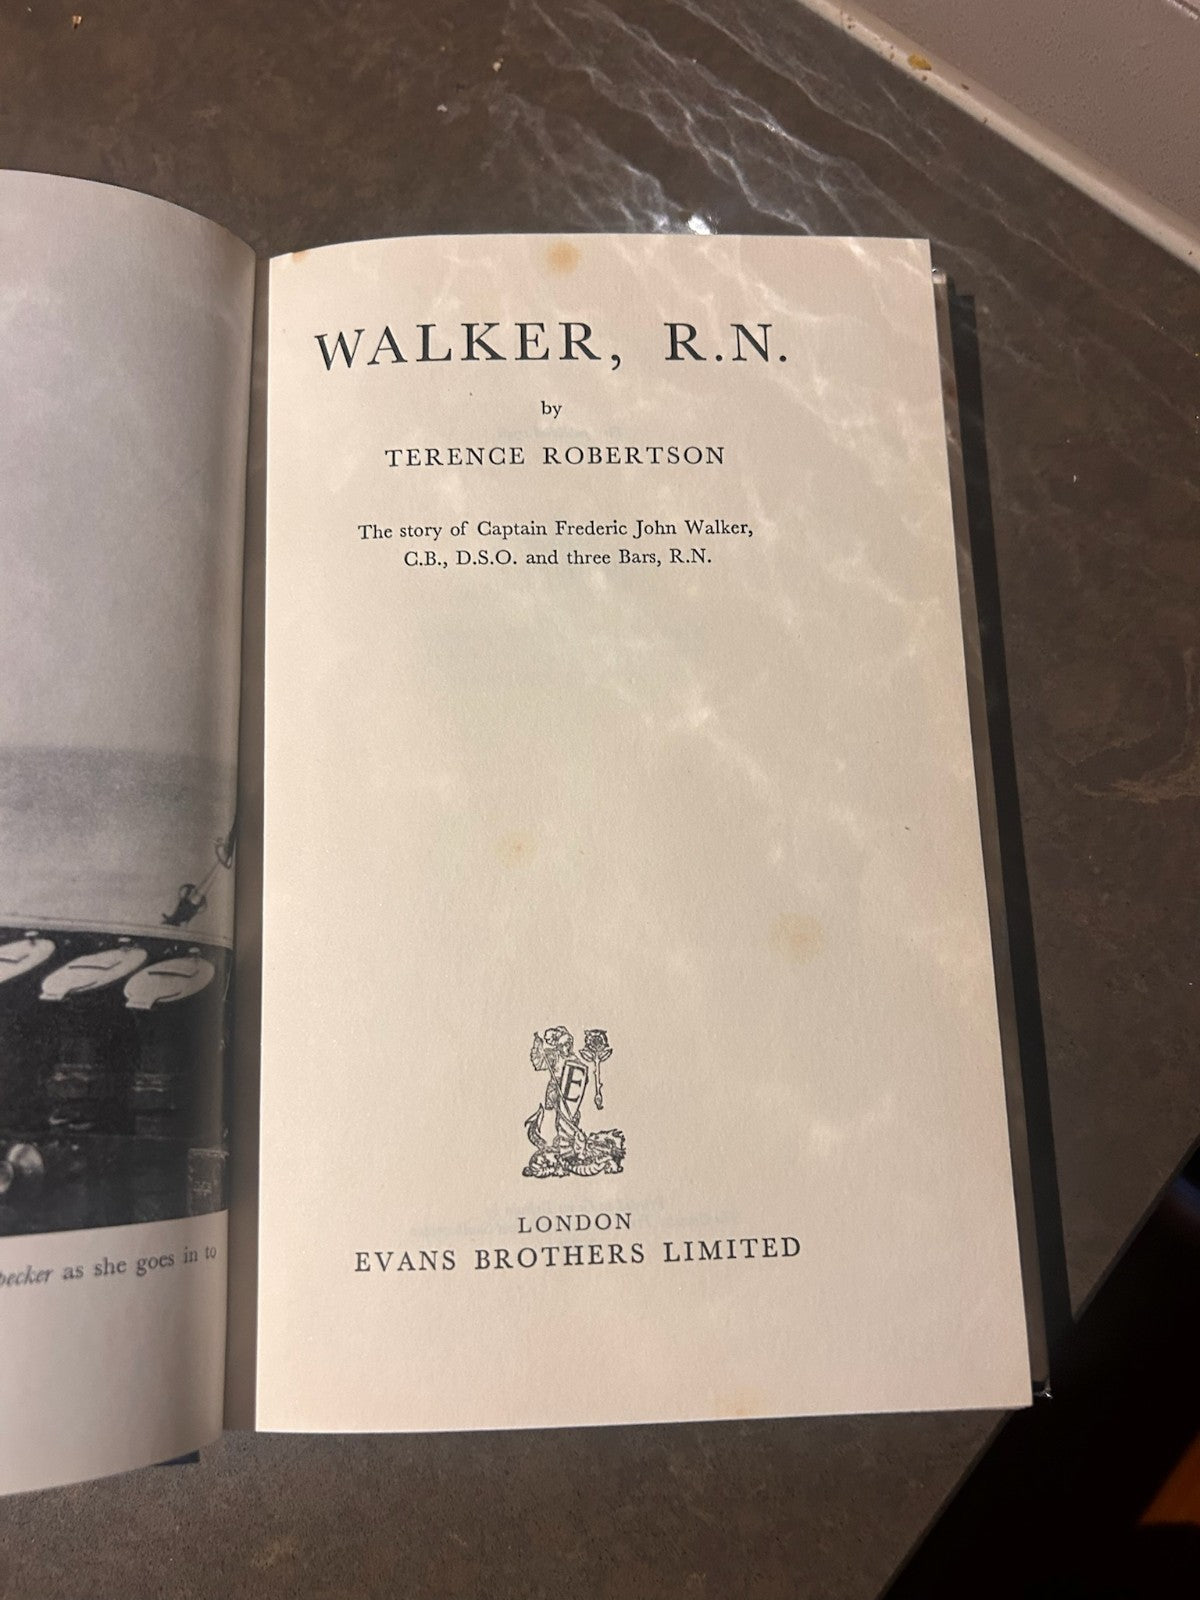 WALKER, R.N.
by
TERENCE ROBERTSON
The story of Captain Frederic John Walker,
C.B., D.S.O. and three Bars, R.N.
E
LONDON
EVANS BROTHERS LIMITED
pecker as she goes in to